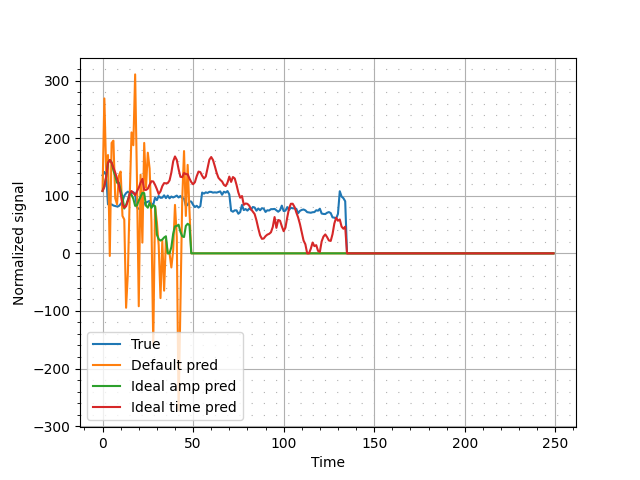 Normalized signal
300
200
100
0
−100
−200
−300
True
Default pred
Ideal amp pred
Ideal time pred
0 50 100 150 200 250
Time